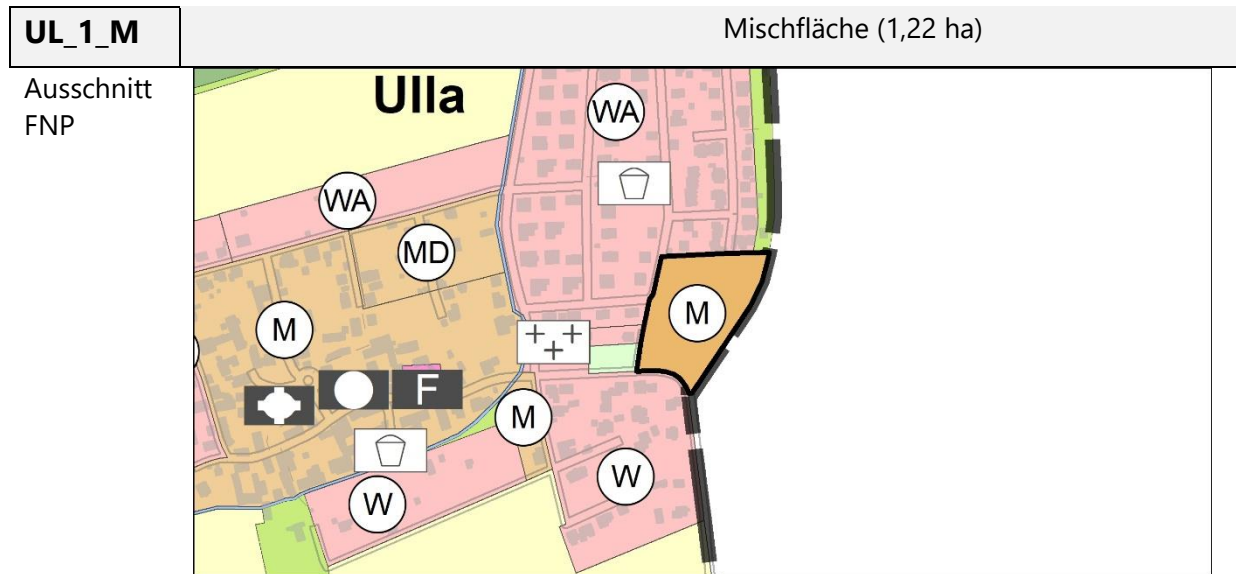 UL_1_M
Mischfläche (1,22 ha)
Ausschnitt
FNP
Ulla
WA
WA
MD
M
M
F
M
W
W